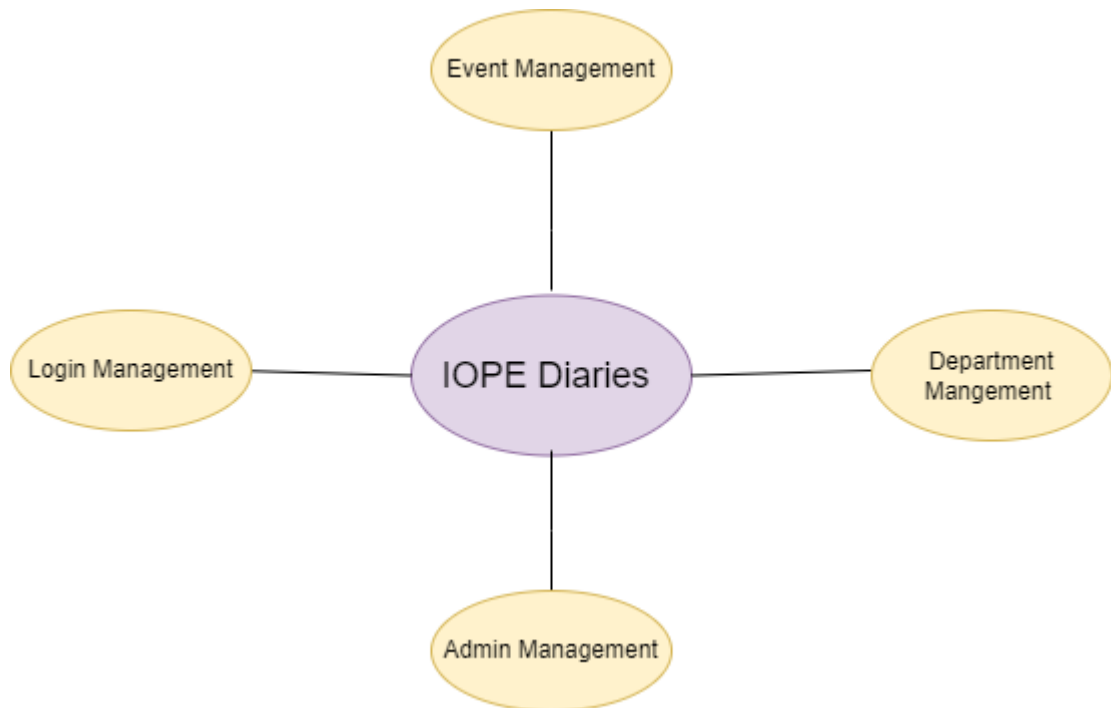 Event Management
Login Management
IOPE Diaries
Department
Mangement
Admin Management